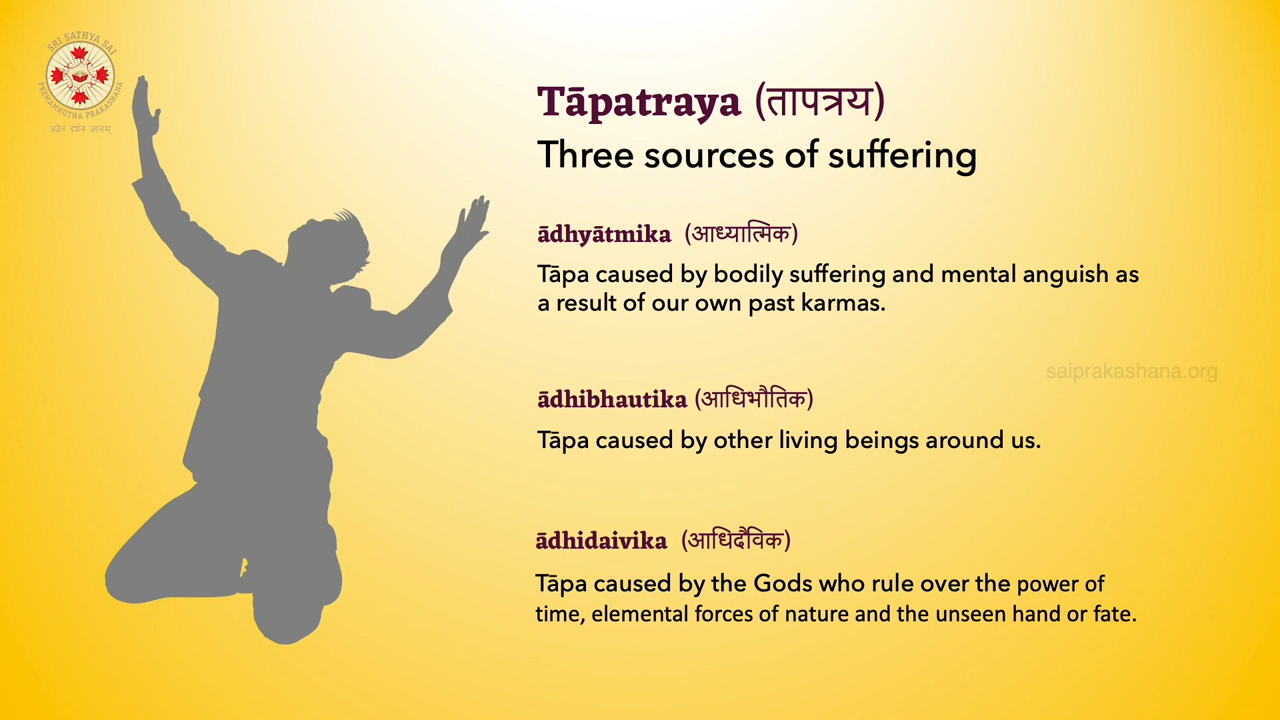 SRI SATHYA SAI
PREMAMRUTHA PRAKASHANA
Tāpatraya (तापत्रय)
Three sources of suffering
ādhyātmika (आध्यात्मिक)
Tāpa caused by bodily suffering and mental anguish as
a result of our own past karmas.
saiprakashana.org
ādhibhautika (आधिभौतिक)
Tāpa caused by other living beings around us.
ādhidaivika (आधिदैविक)
Tāpa caused by the Gods who rule over the power of
time, elemental forces of nature and the unseen hand or fate.